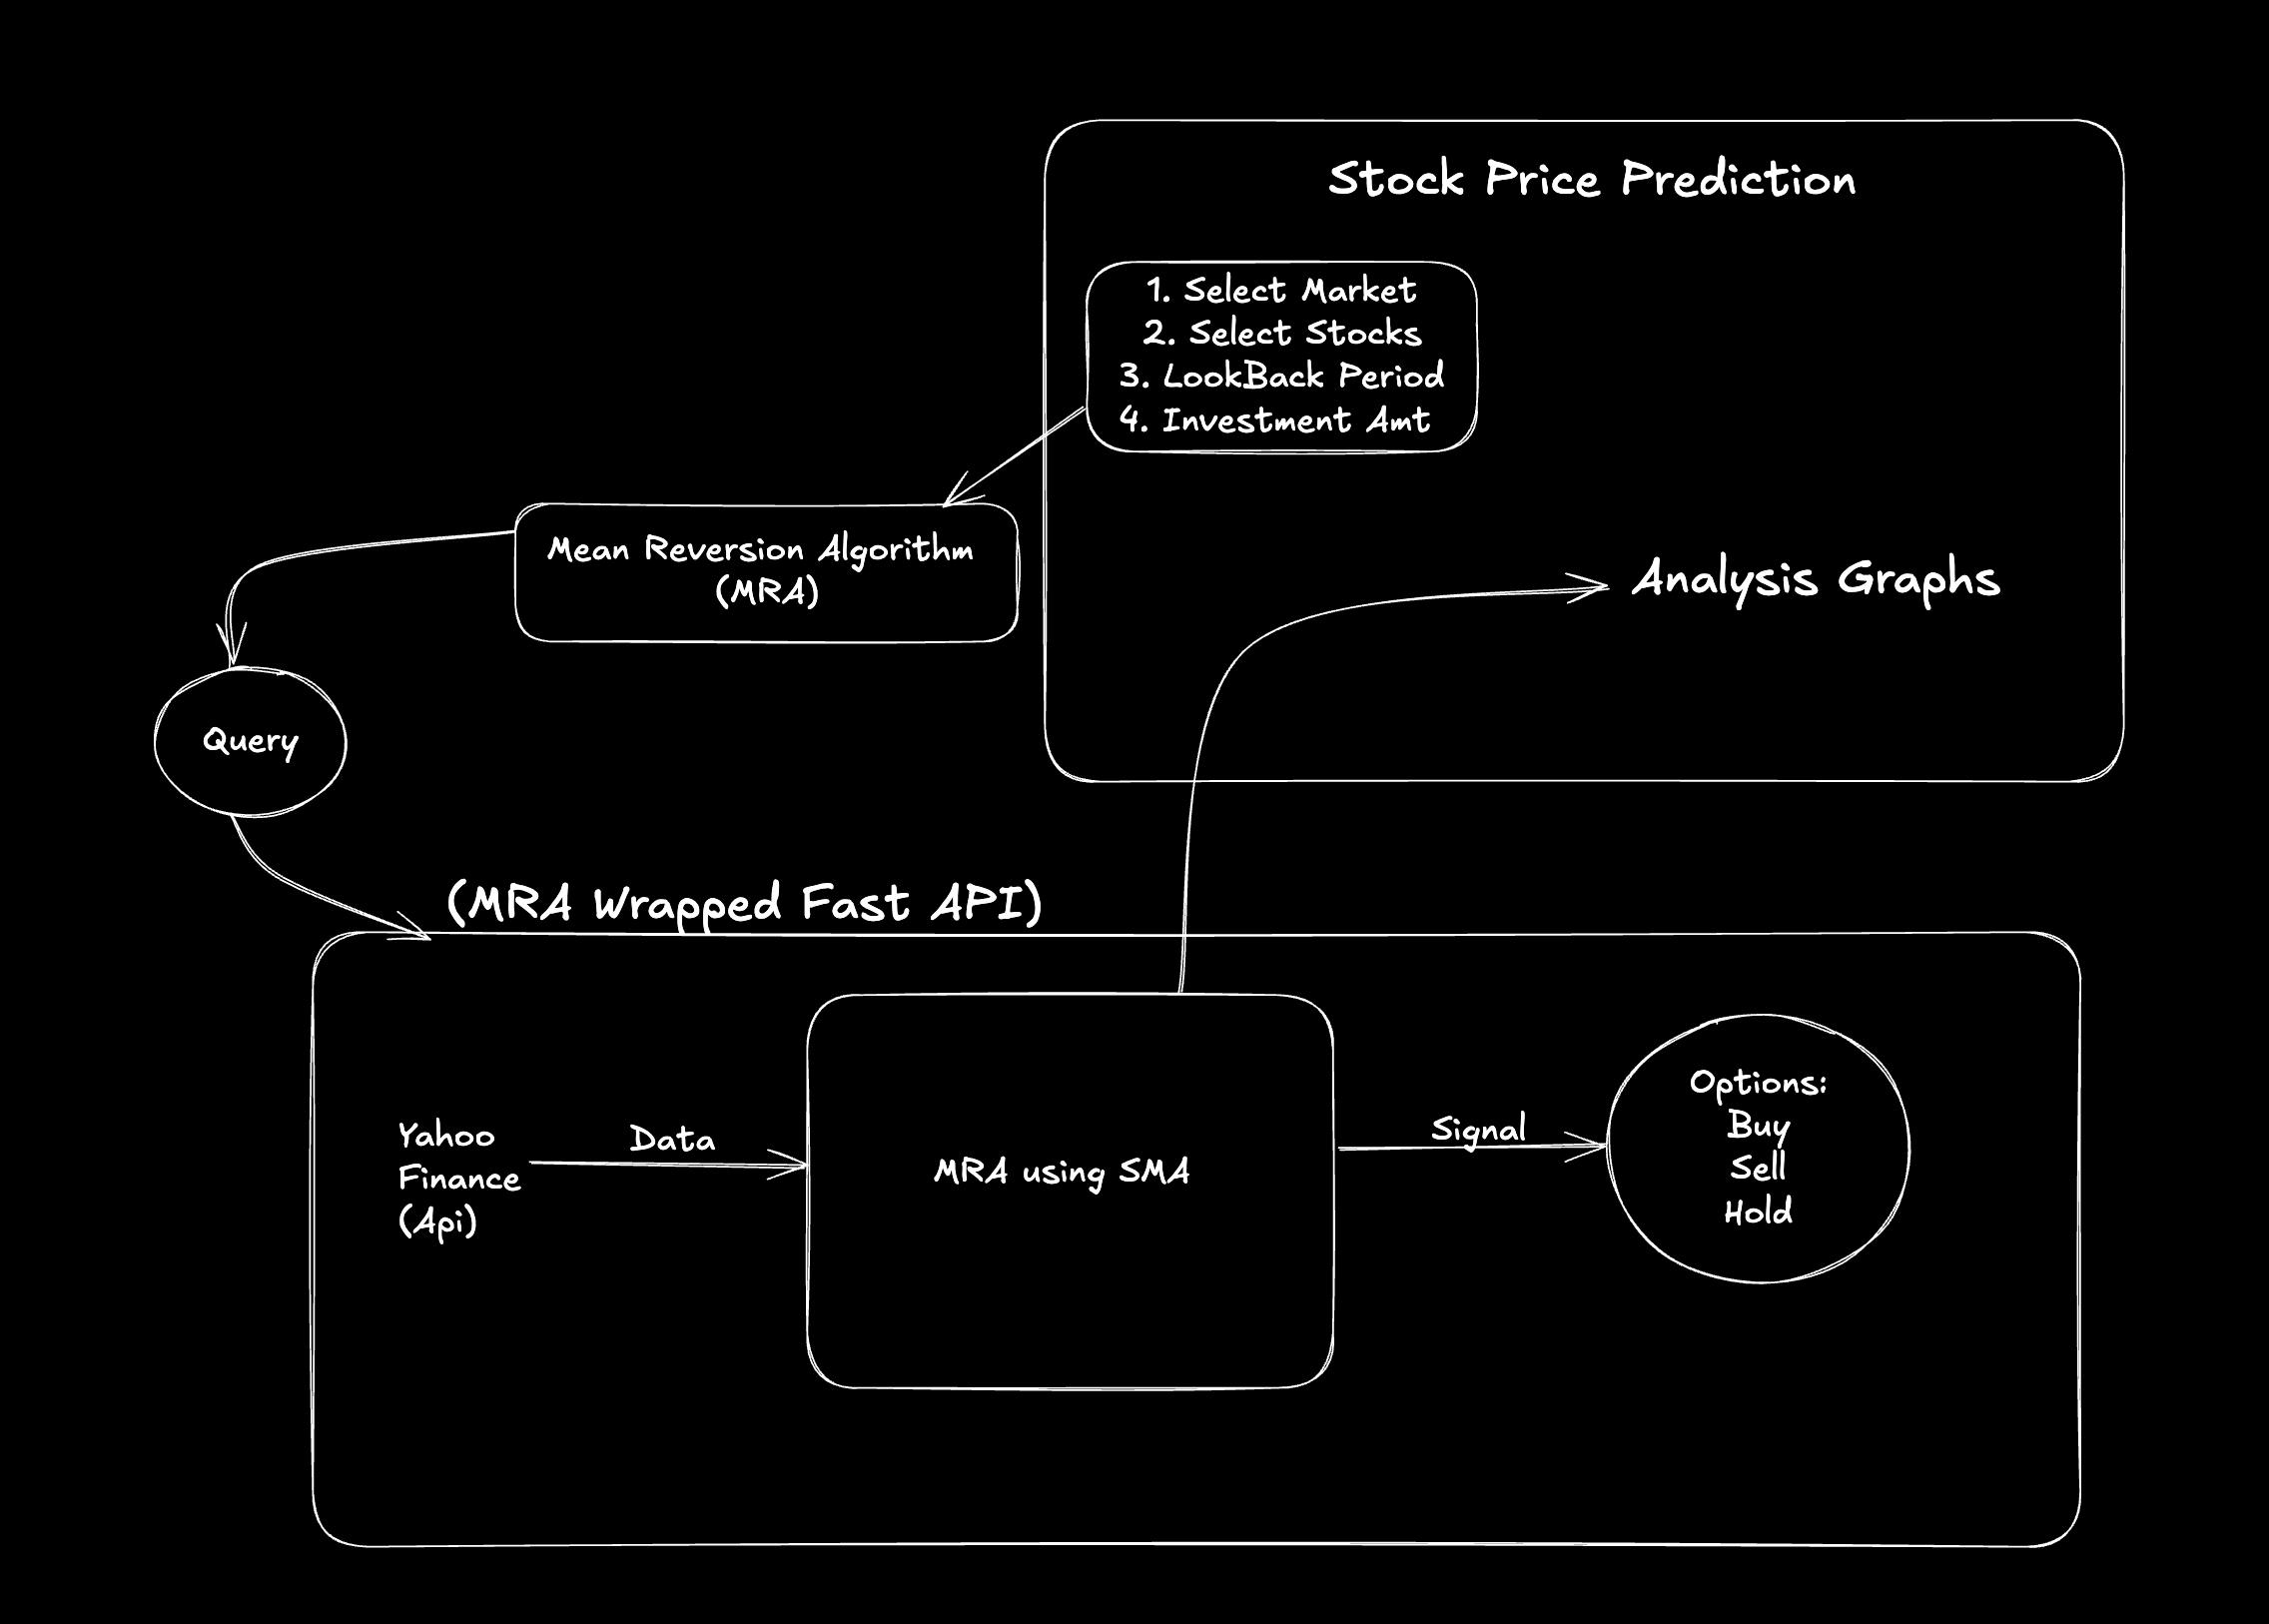 Stock Price Prediction
1. Select Market
2. Select Stocks
3. LookBack Period
4. Investment Amt
Mean Reversion Algorithm
(MRA)
Analysis Graphs
Query
(MRA Wrapped Fast API)
Yahoo
Finance
(Api)
Data
MRA using SMA
Signal
Options:
Buy
Sell
Hold